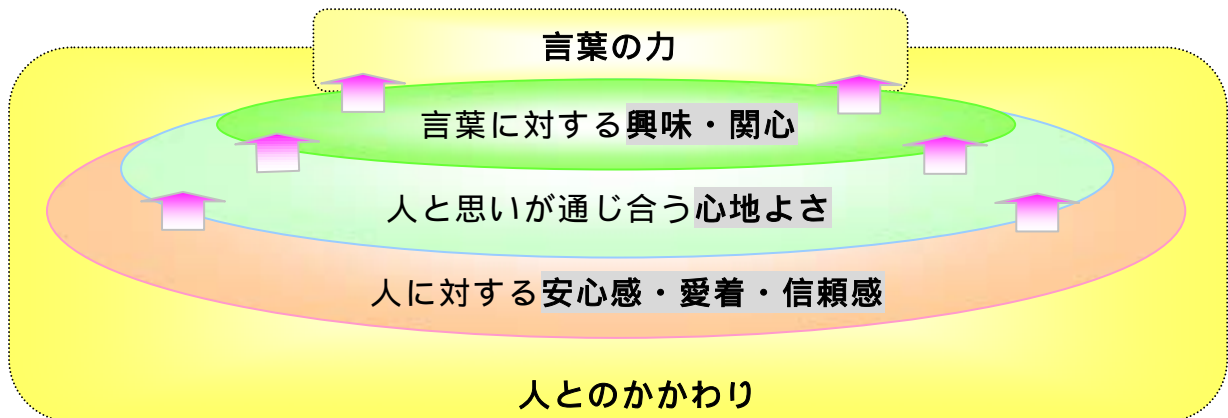 言葉の力
言葉に対する興味・関心
人と思いが通じ合う心地よさ
人に対する安心感・愛着・信頼感
人とのかかわり